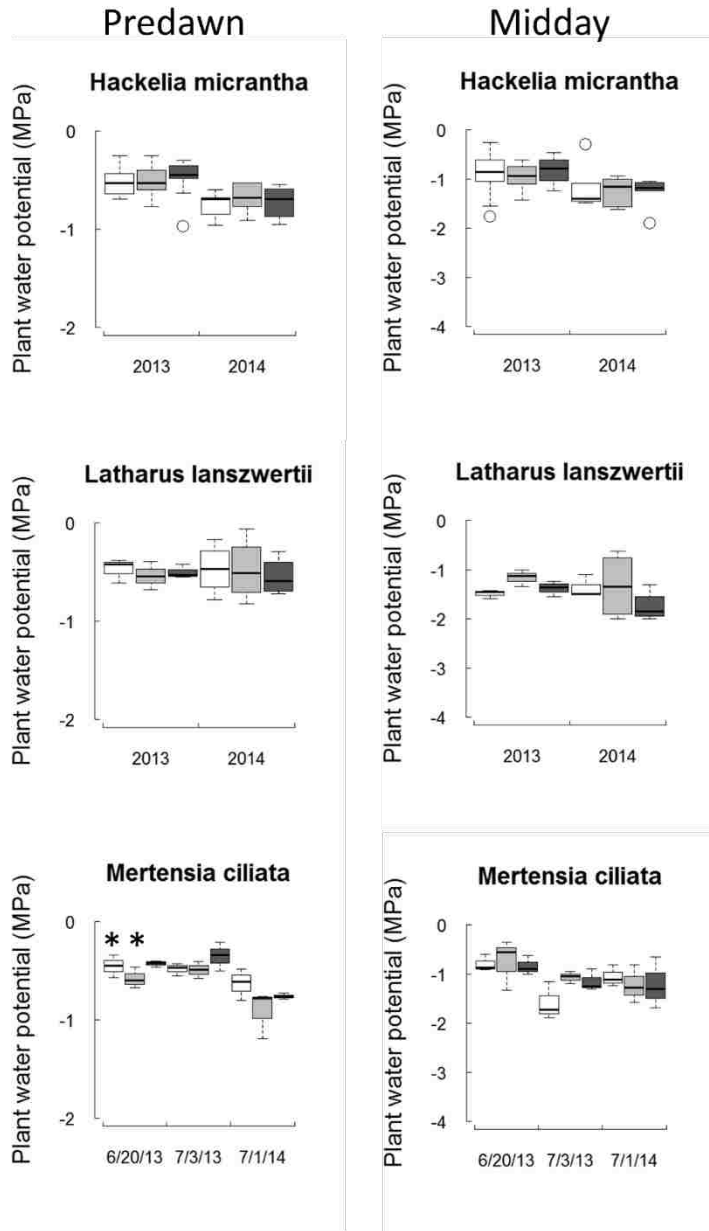 Predawn
Midday
Hackelia micrantha
Plant water potential (MPa)
0
-1
-2
2013
2014
Hackelia micrantha
Plant water potential (MPa)
0
-1
-2
-3
-4
2013
2014
Latharus lanszwertii
Plant water potential (MPa)
0
-1
-2
2013
2014
Latharus lanszwertii
Plant water potential (MPa)
0
-1
-2
-3
-4
2013
2014
Mertensia ciliata
Plant water potential (MPa)
0
* *
-1
-2
6/20/13 7/3/13 7/1/14
Mertensia ciliata
Plant water potential (MPa)
0
-1
-2
-3
-4
6/20/13 7/3/13 7/1/14